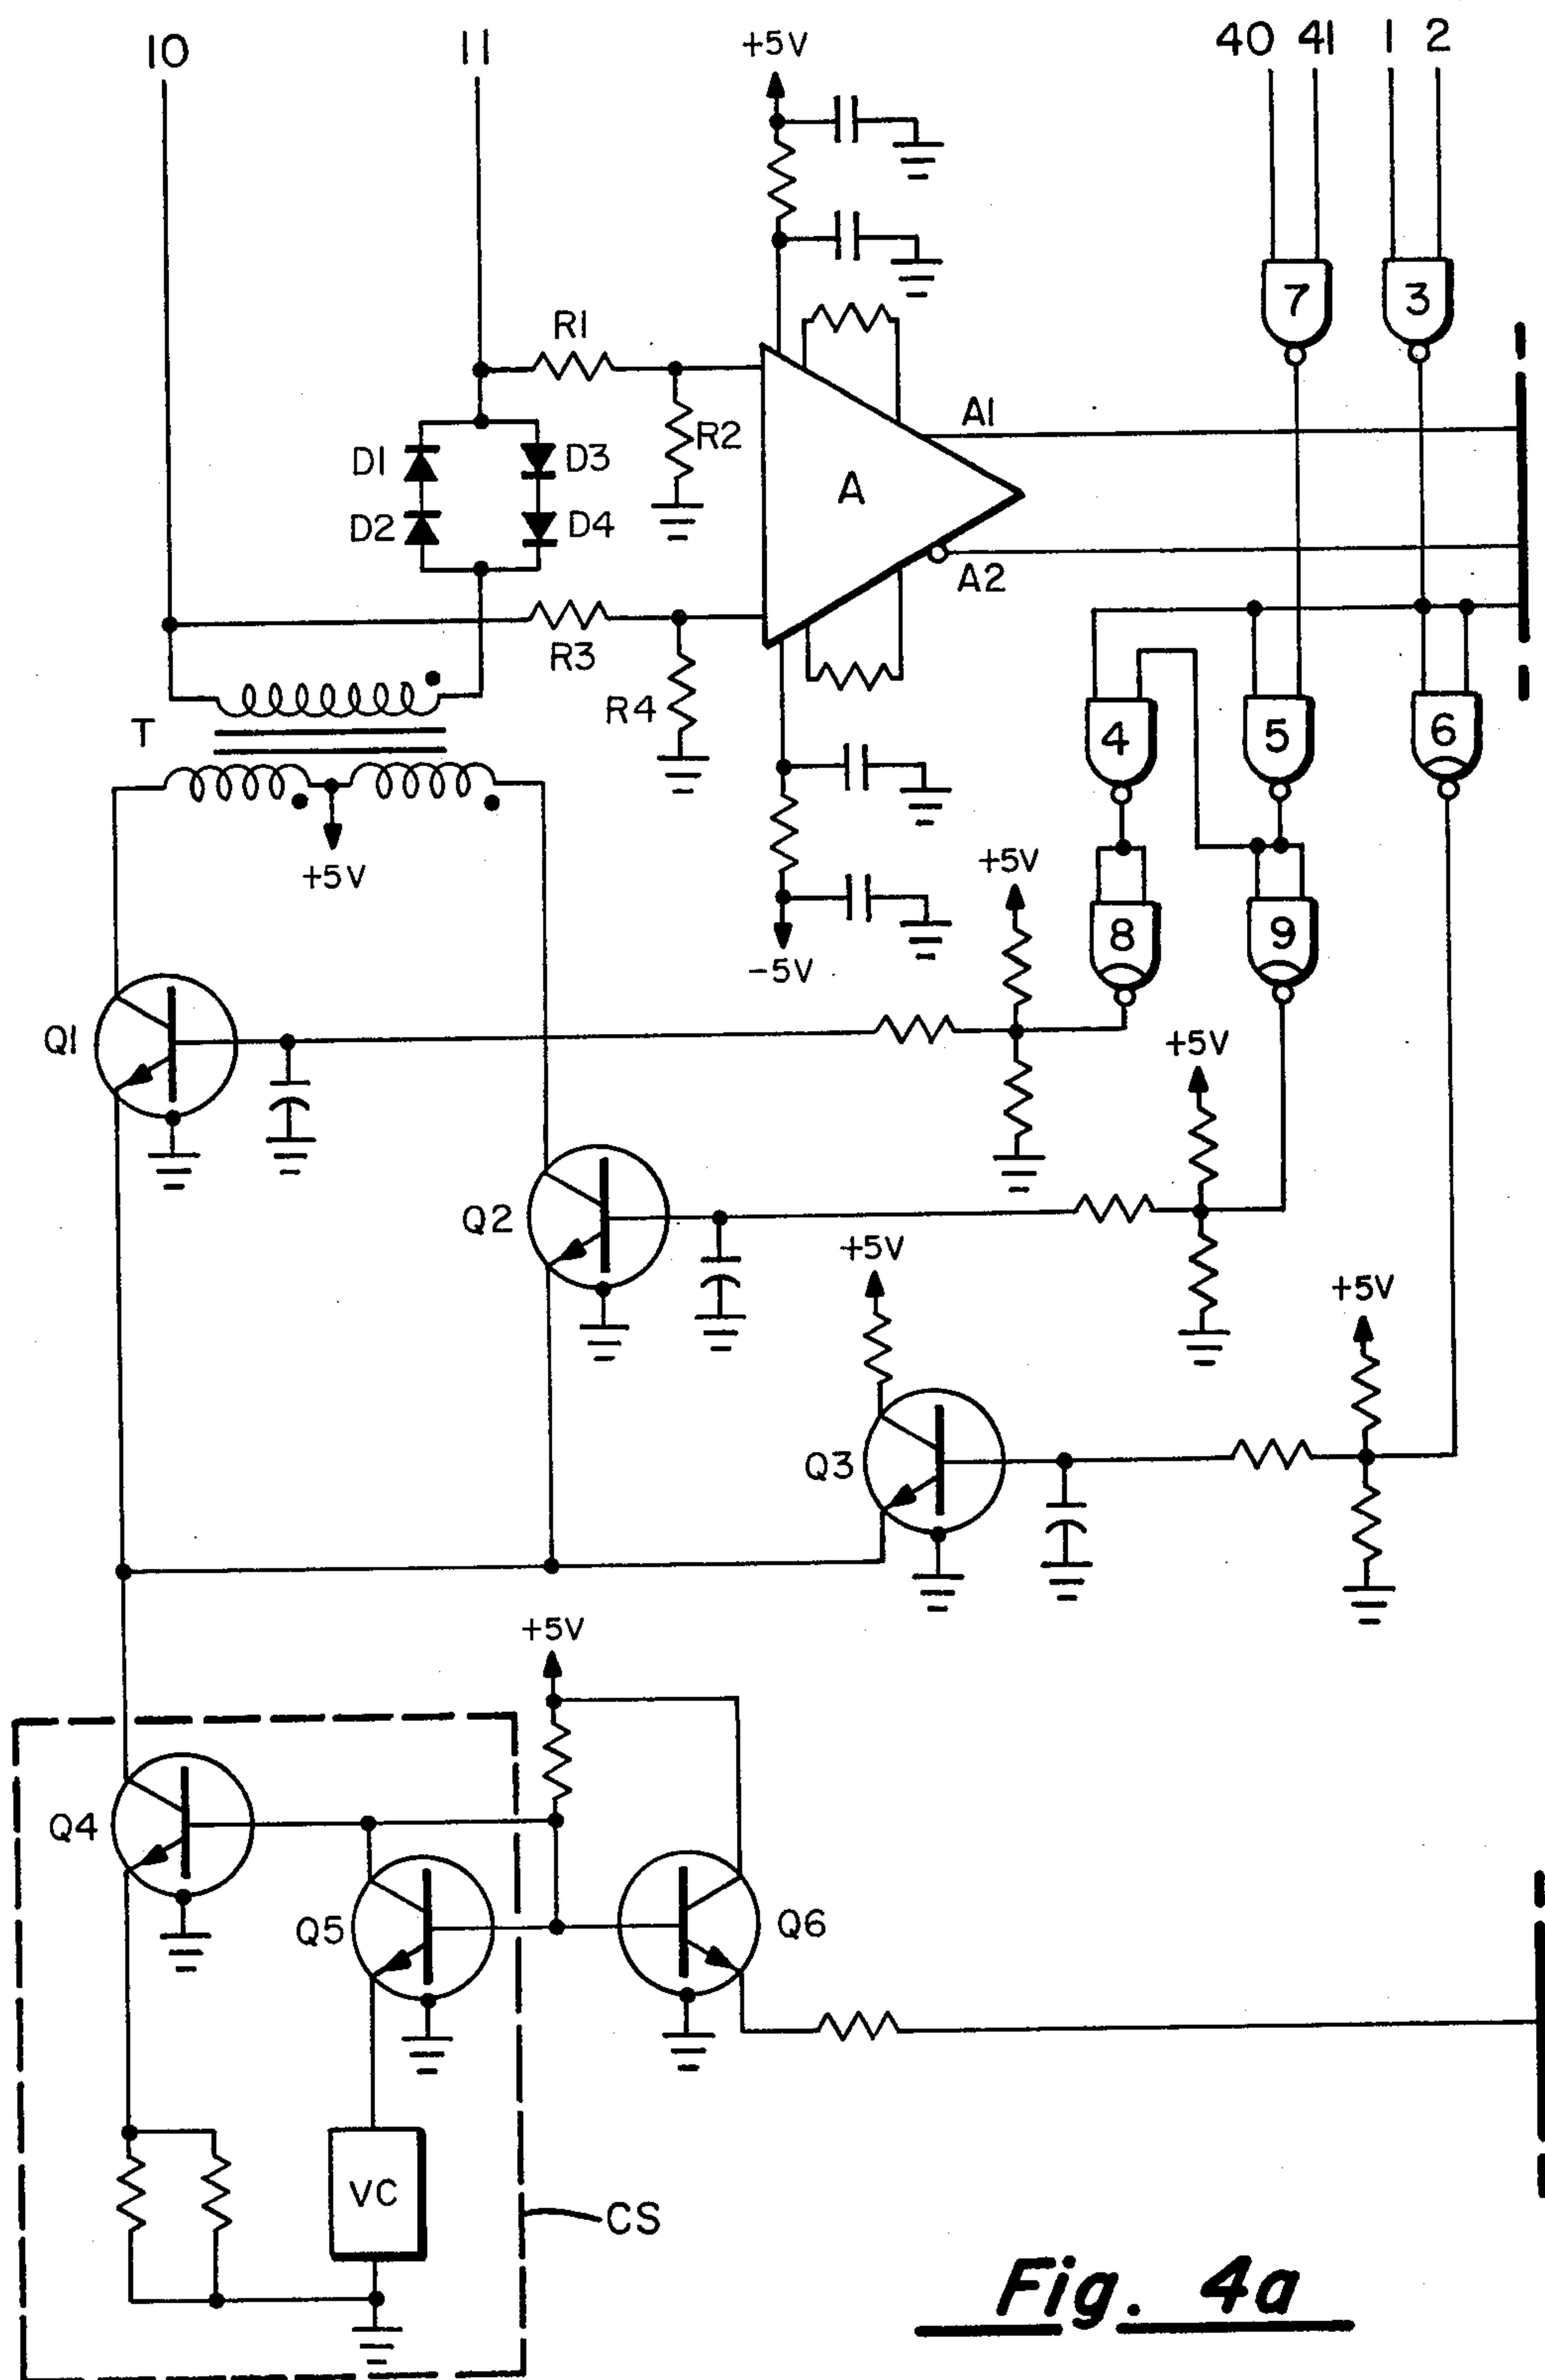 10 11 +5V 40 41 1 2
7 3
R1
A1
D1 D3 R2
A
D2 D4
A2
R3
R4
T
4 5 6
+5V
+5V
8 9
-5V
Q1
+5V
Q2
+5V
+5V
Q3
+5V
Q4
Q5 Q6
VC
CS
Fig. 4a